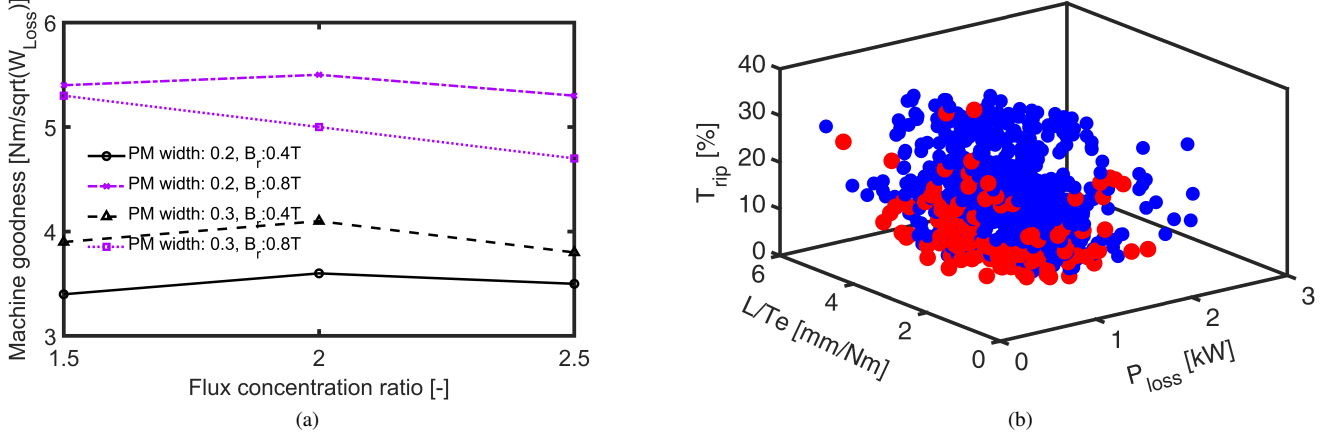 Machine goodness [Nm/sqrt(W_Loss)]
6
5
4
3
PM width: 0.2, B_r:0.4T
PM width: 0.2, B_r:0.8T
PM width: 0.3, B_r:0.4T
PM width: 0.3, B_r:0.8T
1.5
2
2.5
Flux concentration ratio [-]
(a)
T_rip [%]
40
30
20
10
0
6
4
2
0
L/Te [mm/Nm]
0
1
2
3
P_loss [kW]
(b)